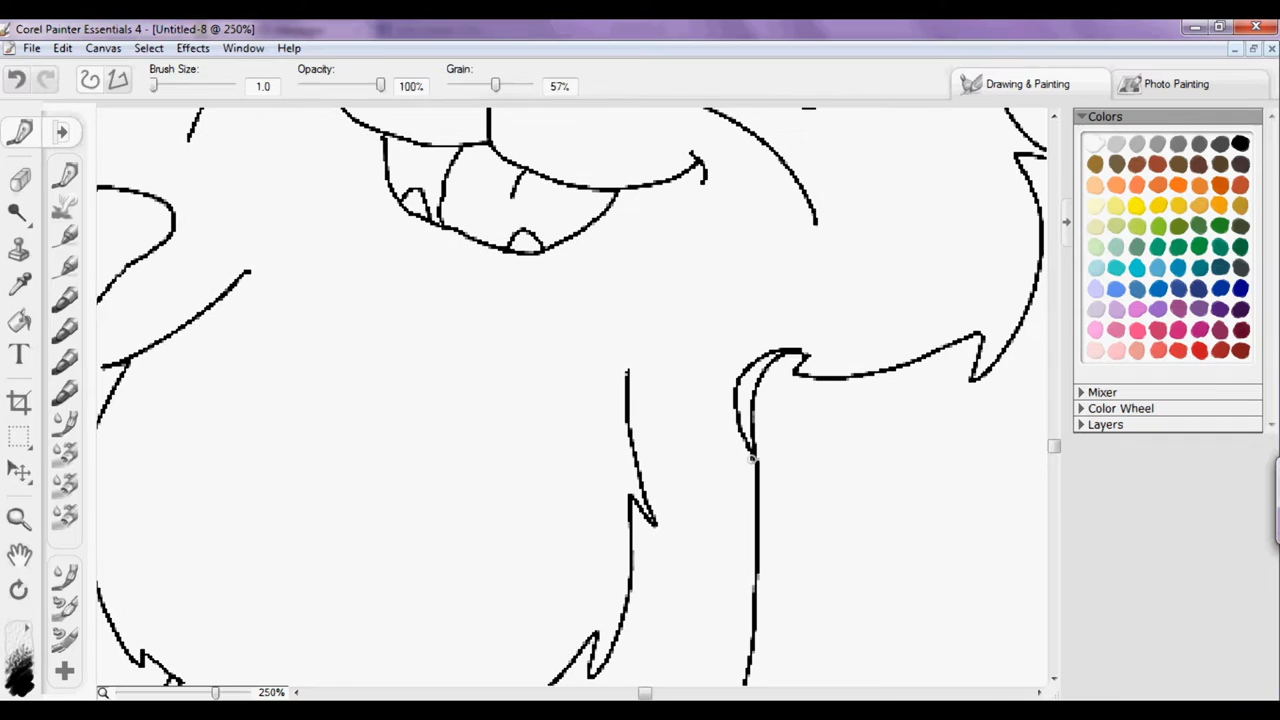 Corel Painter Essentials 4 - [Untitled-8 @ 250%]
File Edit Canvas Select Effects Window Help
Brush Size: 1.0 Opacity: 100% Grain: 57%
Drawing & Painting Photo Painting
Colors
Mixer
Color Wheel
Layers
T
250%